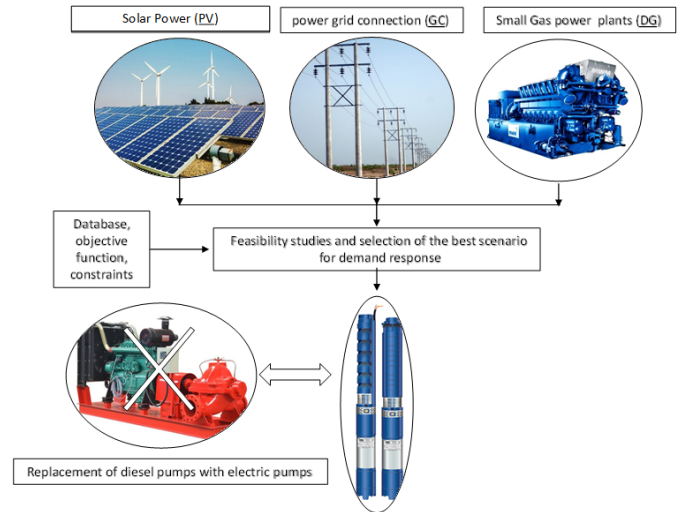 Solar Power (PV)
power grid connection (GC)
Small Gas power plants (DG)
Database,
objective
function,
constraints
Feasibility studies and selection of the best scenario
for demand response
Replacement of diesel pumps with electric pumps